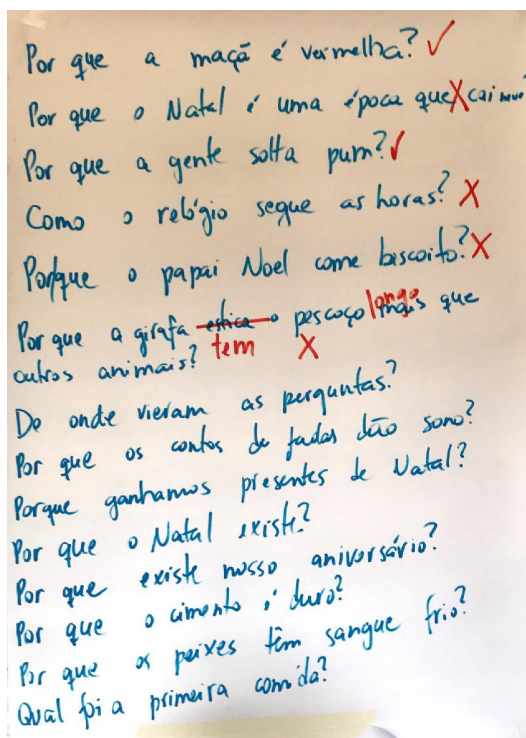 Por que a maçã é vermelha? ✓
Por que o Natal é uma época que X cai neve?
Por que a gente solta pum? ✓
Como o relógio segue as horas? X
Porque o papai Noel come biscoito? X
Por que a girafa estica o pescoço longo mais que
tem X
outros animais?
De onde vieram as perguntas?
Por que os contos de fadas dão sono?
Porque ganhamos presentes de Natal?
Por que o Natal existe?
Por que existe nosso aniversário?
Por que o cimento é duro?
Por que os peixes têm sangue frio?
Qual foi a primeira comida?